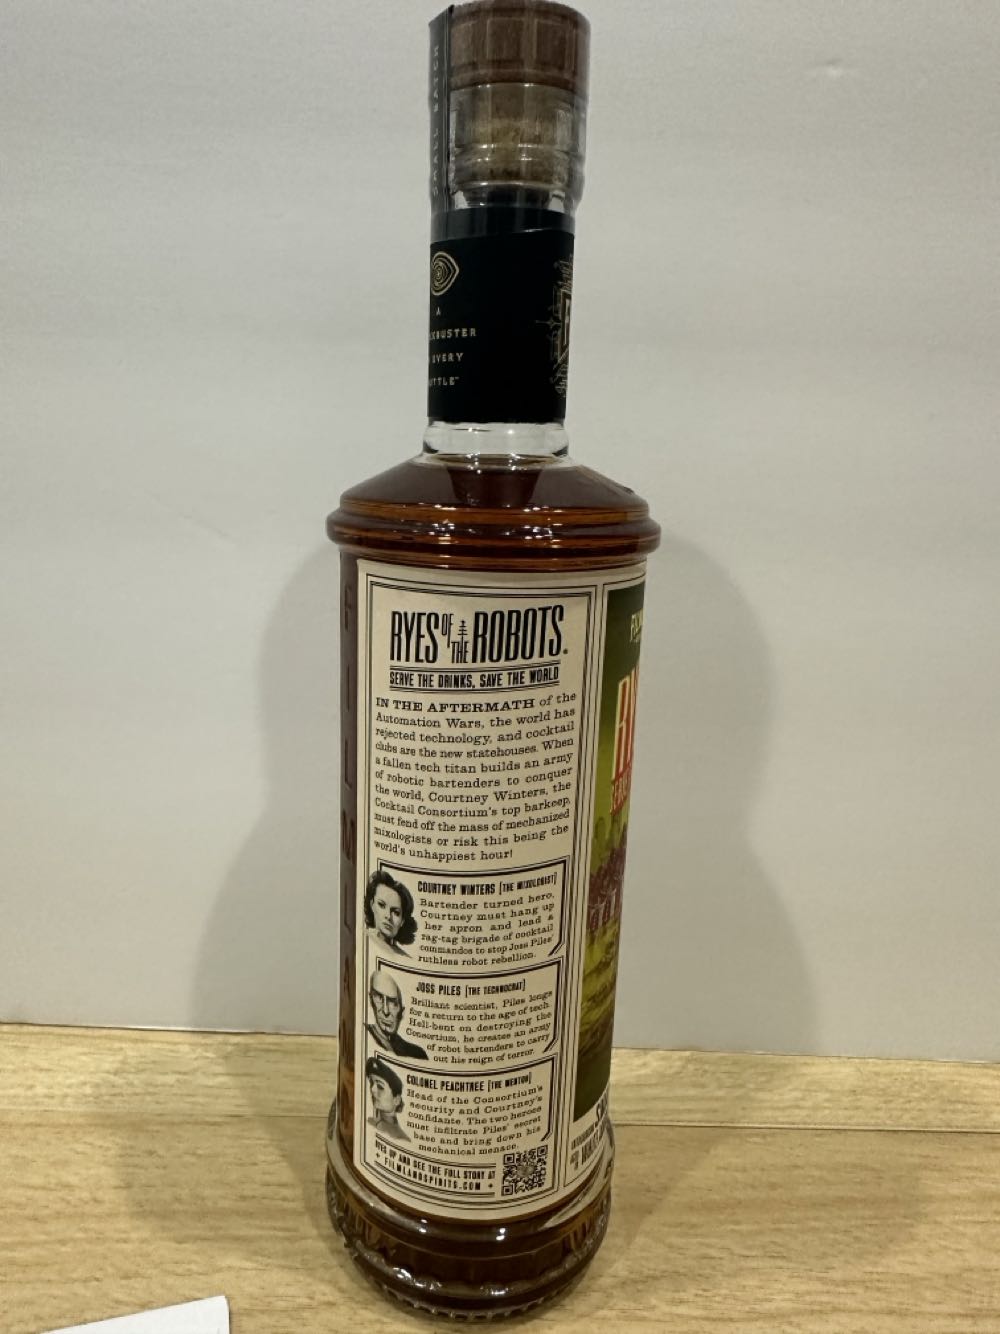 SMALL BATCH
A
KBUSTER
EVERY
TTLE"
RYES OF THE ROBOTS.
SERVE THE DRINKS, SAVE THE WORLD
IN THE AFTERMATH of the
Automation Wars, the world has
rejected technology, and cocktail
clubs are the new statehouses. When
a fallen tech titan builds an army
of robotic bartenders to conquer
the world, Courtney Winters, the
Cocktail Consortium's top barkeep,
must fend off the mass of mechanized
mixologists or risk this being the
world's unhappiest hour!
COURTNEY WINTERS [THE MIXOLOGIST]
Bartender turned hero,
Courtney must hang up
her apron and lead a
rag-tag brigade of cocktail
commandos to stop Joss Piles'
ruthless robot rebellion.
JOSS PILES [THE TECHNOCRAT]
Brilliant scientist, Piles longs
for a return to the age of tech.
Hell-bent on destroying the
Consortium, he creates an army
of robot bartenders to carry
out his reign of terror.
COLONEL PEACHTREE [THE MENTOR]
Head of the Consortium's
security and Courtney's
confidante. The two heroes
must infiltrate Piles' secret
base and bring down his
mechanical menace.
RYES UP AND SEE THE FULL STORY AT
FILMLANDSPIRITS.COM